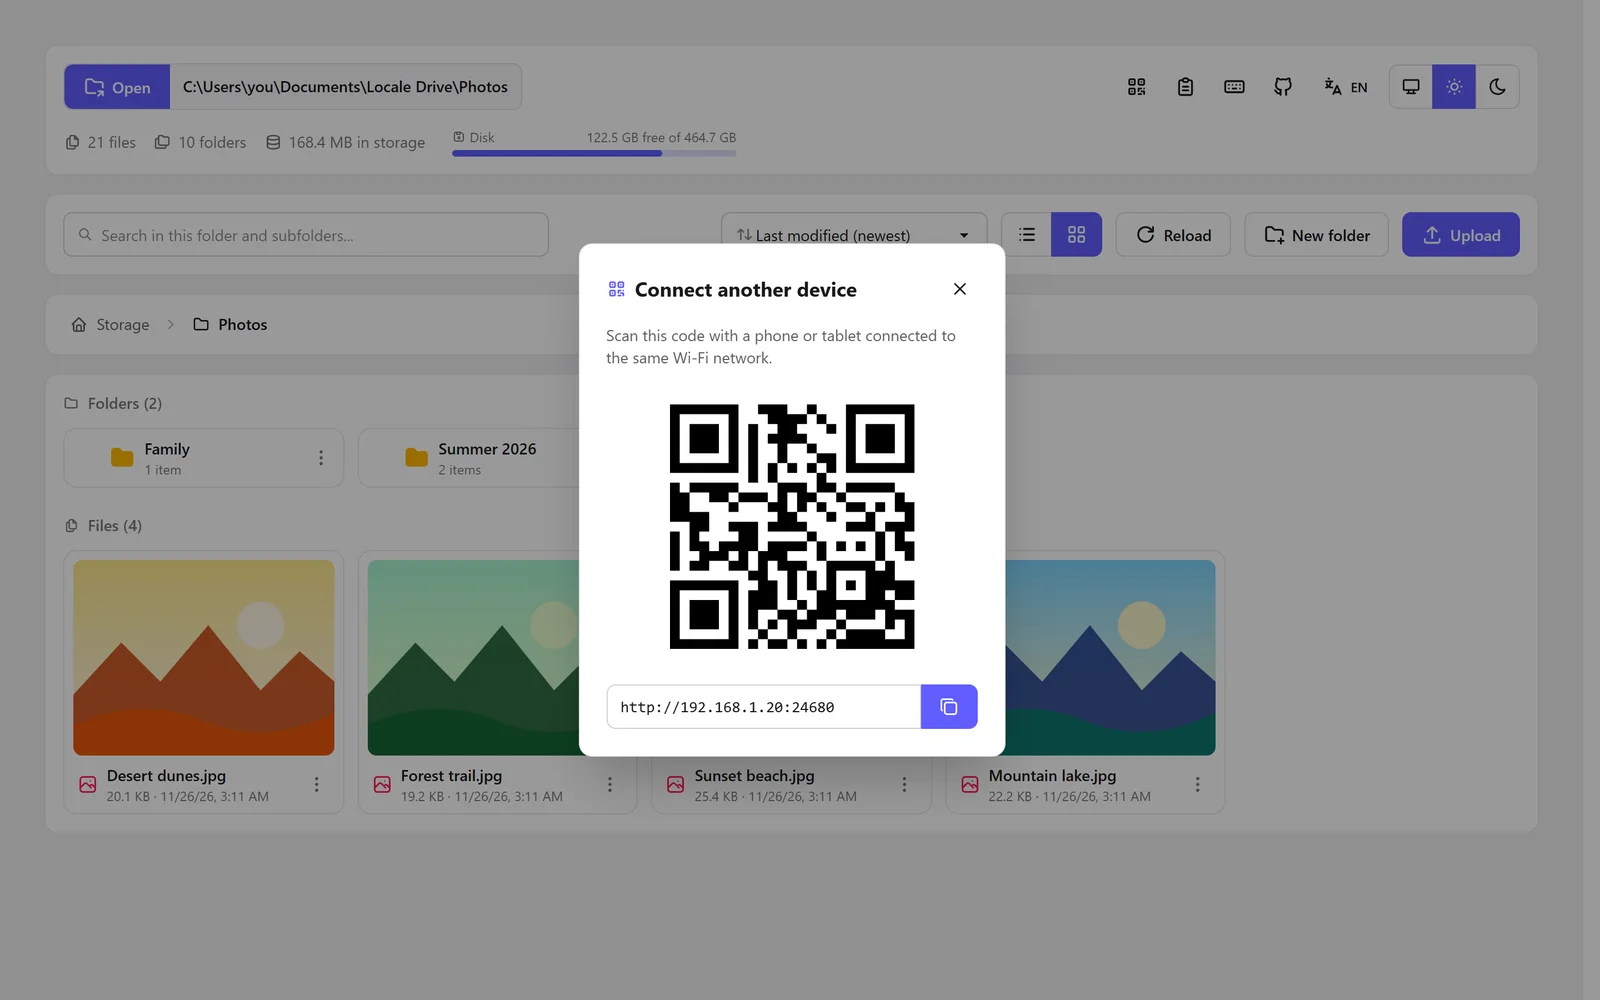 Open
C:\Users\you\Documents\Locale Drive\Photos
EN
21 files
10 folders
168.4 MB in storage
Disk
122.5 GB free of 464.7 GB
Search in this folder and subfolders...
Last modified (newest)
Reload
New folder
Upload
Storage
Photos
Connect another device
Scan this code with a phone or tablet connected to
the same Wi-Fi network.
http://192.168.1.20:24680
Folders (2)
Family
1 item
Summer 2026
2 items
Files (4)
Desert dunes.jpg
20.1 KB · 11/26/26, 3:11 AM
Forest trail.jpg
19.2 KB · 11/26/26, 3:11 AM
Sunset beach.jpg
25.4 KB · 11/26/26, 3:11 AM
Mountain lake.jpg
22.2 KB · 11/26/26, 3:11 AM